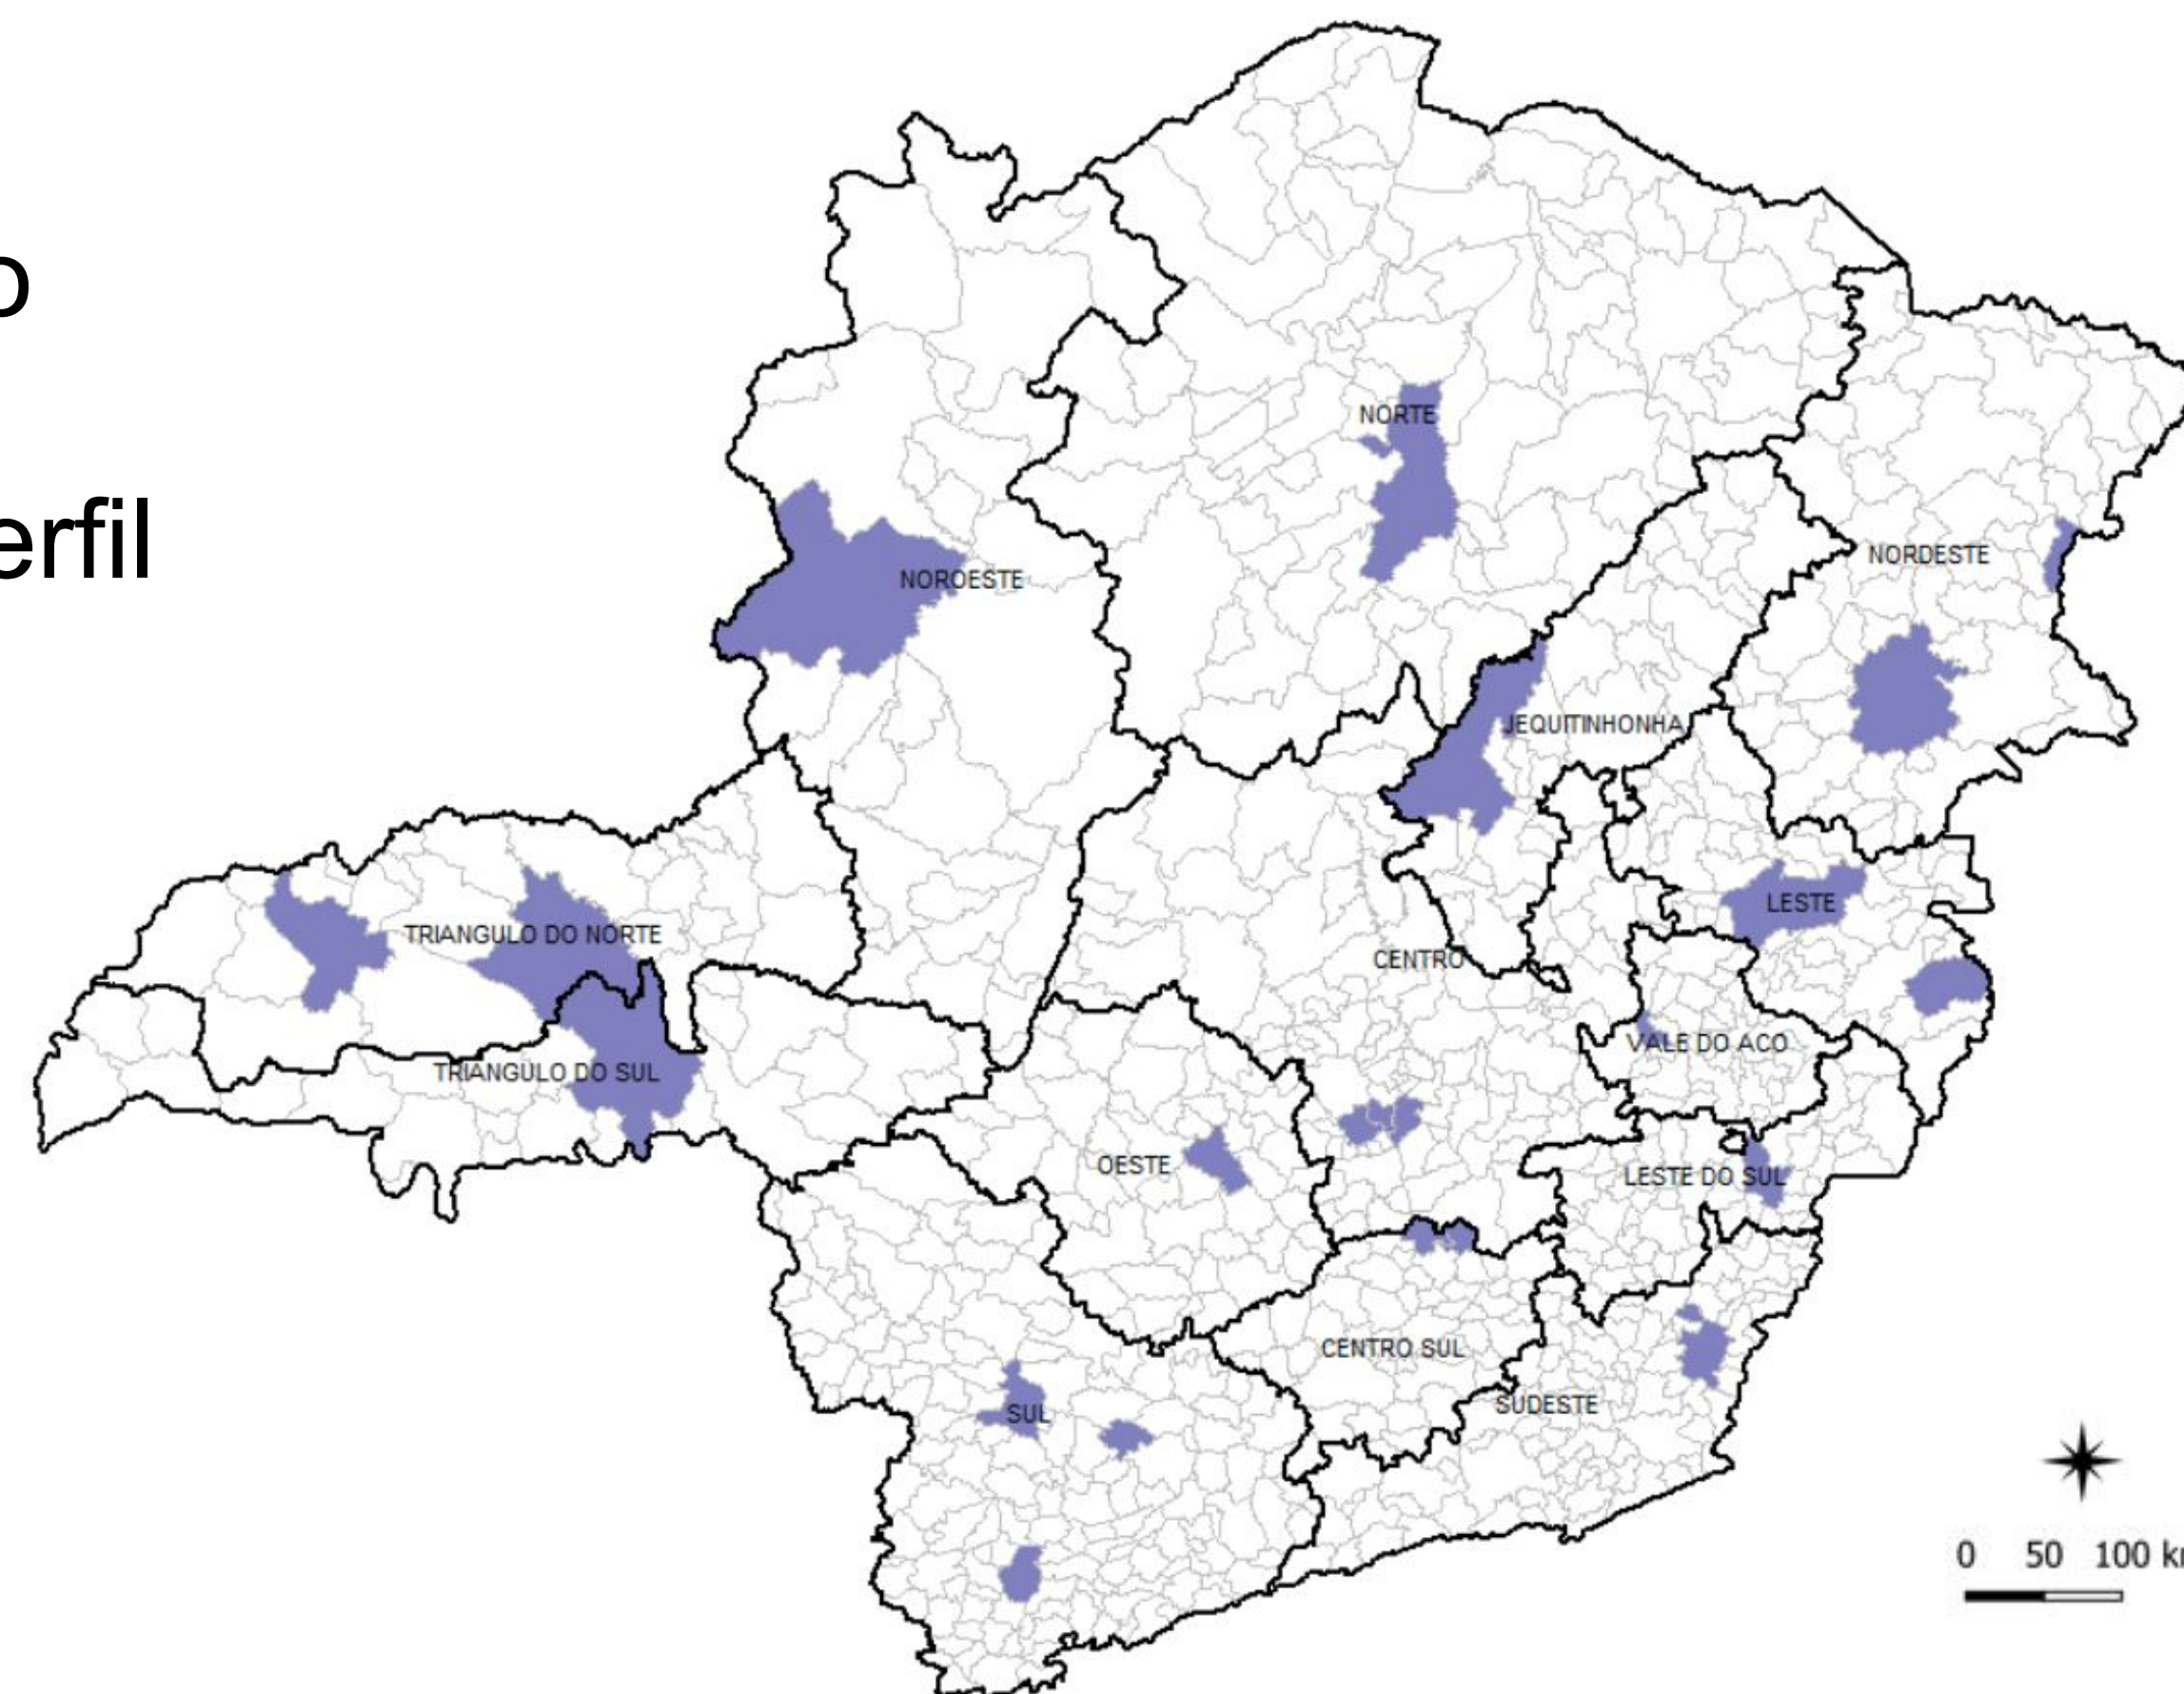 o
erfil
NORTE
NOROESTE
NORDESTE
JEQUITINHONHA
LESTE
TRIANGULO DO NORTE
CENTRO
VALE DO ACO
TRIANGULO DO SUL
OESTE
LESTE DO SUL
CENTRO SUL
SUDESTE
SUL
0 50 100 k